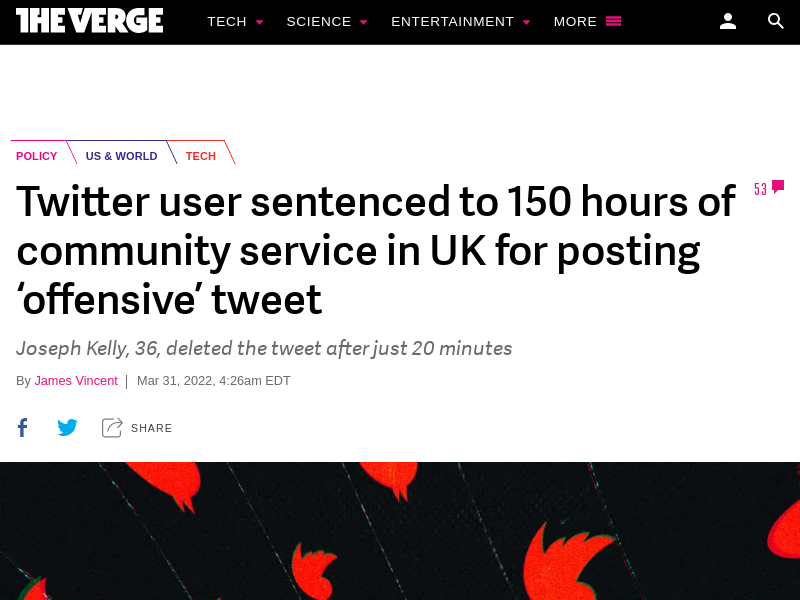 THE VERGE TECH SCIENCE ENTERTAINMENT MORE
POLICY US & WORLD TECH
Twitter user sentenced to 150 hours of
community service in UK for posting
‘offensive’ tweet
53
Joseph Kelly, 36, deleted the tweet after just 20 minutes
By James Vincent | Mar 31, 2022, 4:26am EDT
SHARE